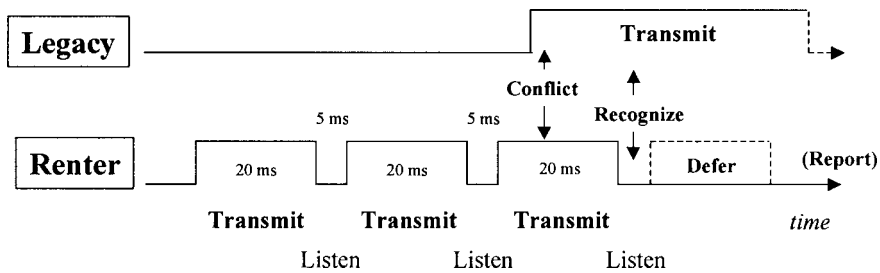 Legacy
Transmit
Conflict
Recognize
5 ms
5 ms
Renter
20 ms
20 ms
20 ms
Defer
(Report)
Transmit
Transmit
Transmit
time
Listen
Listen
Listen